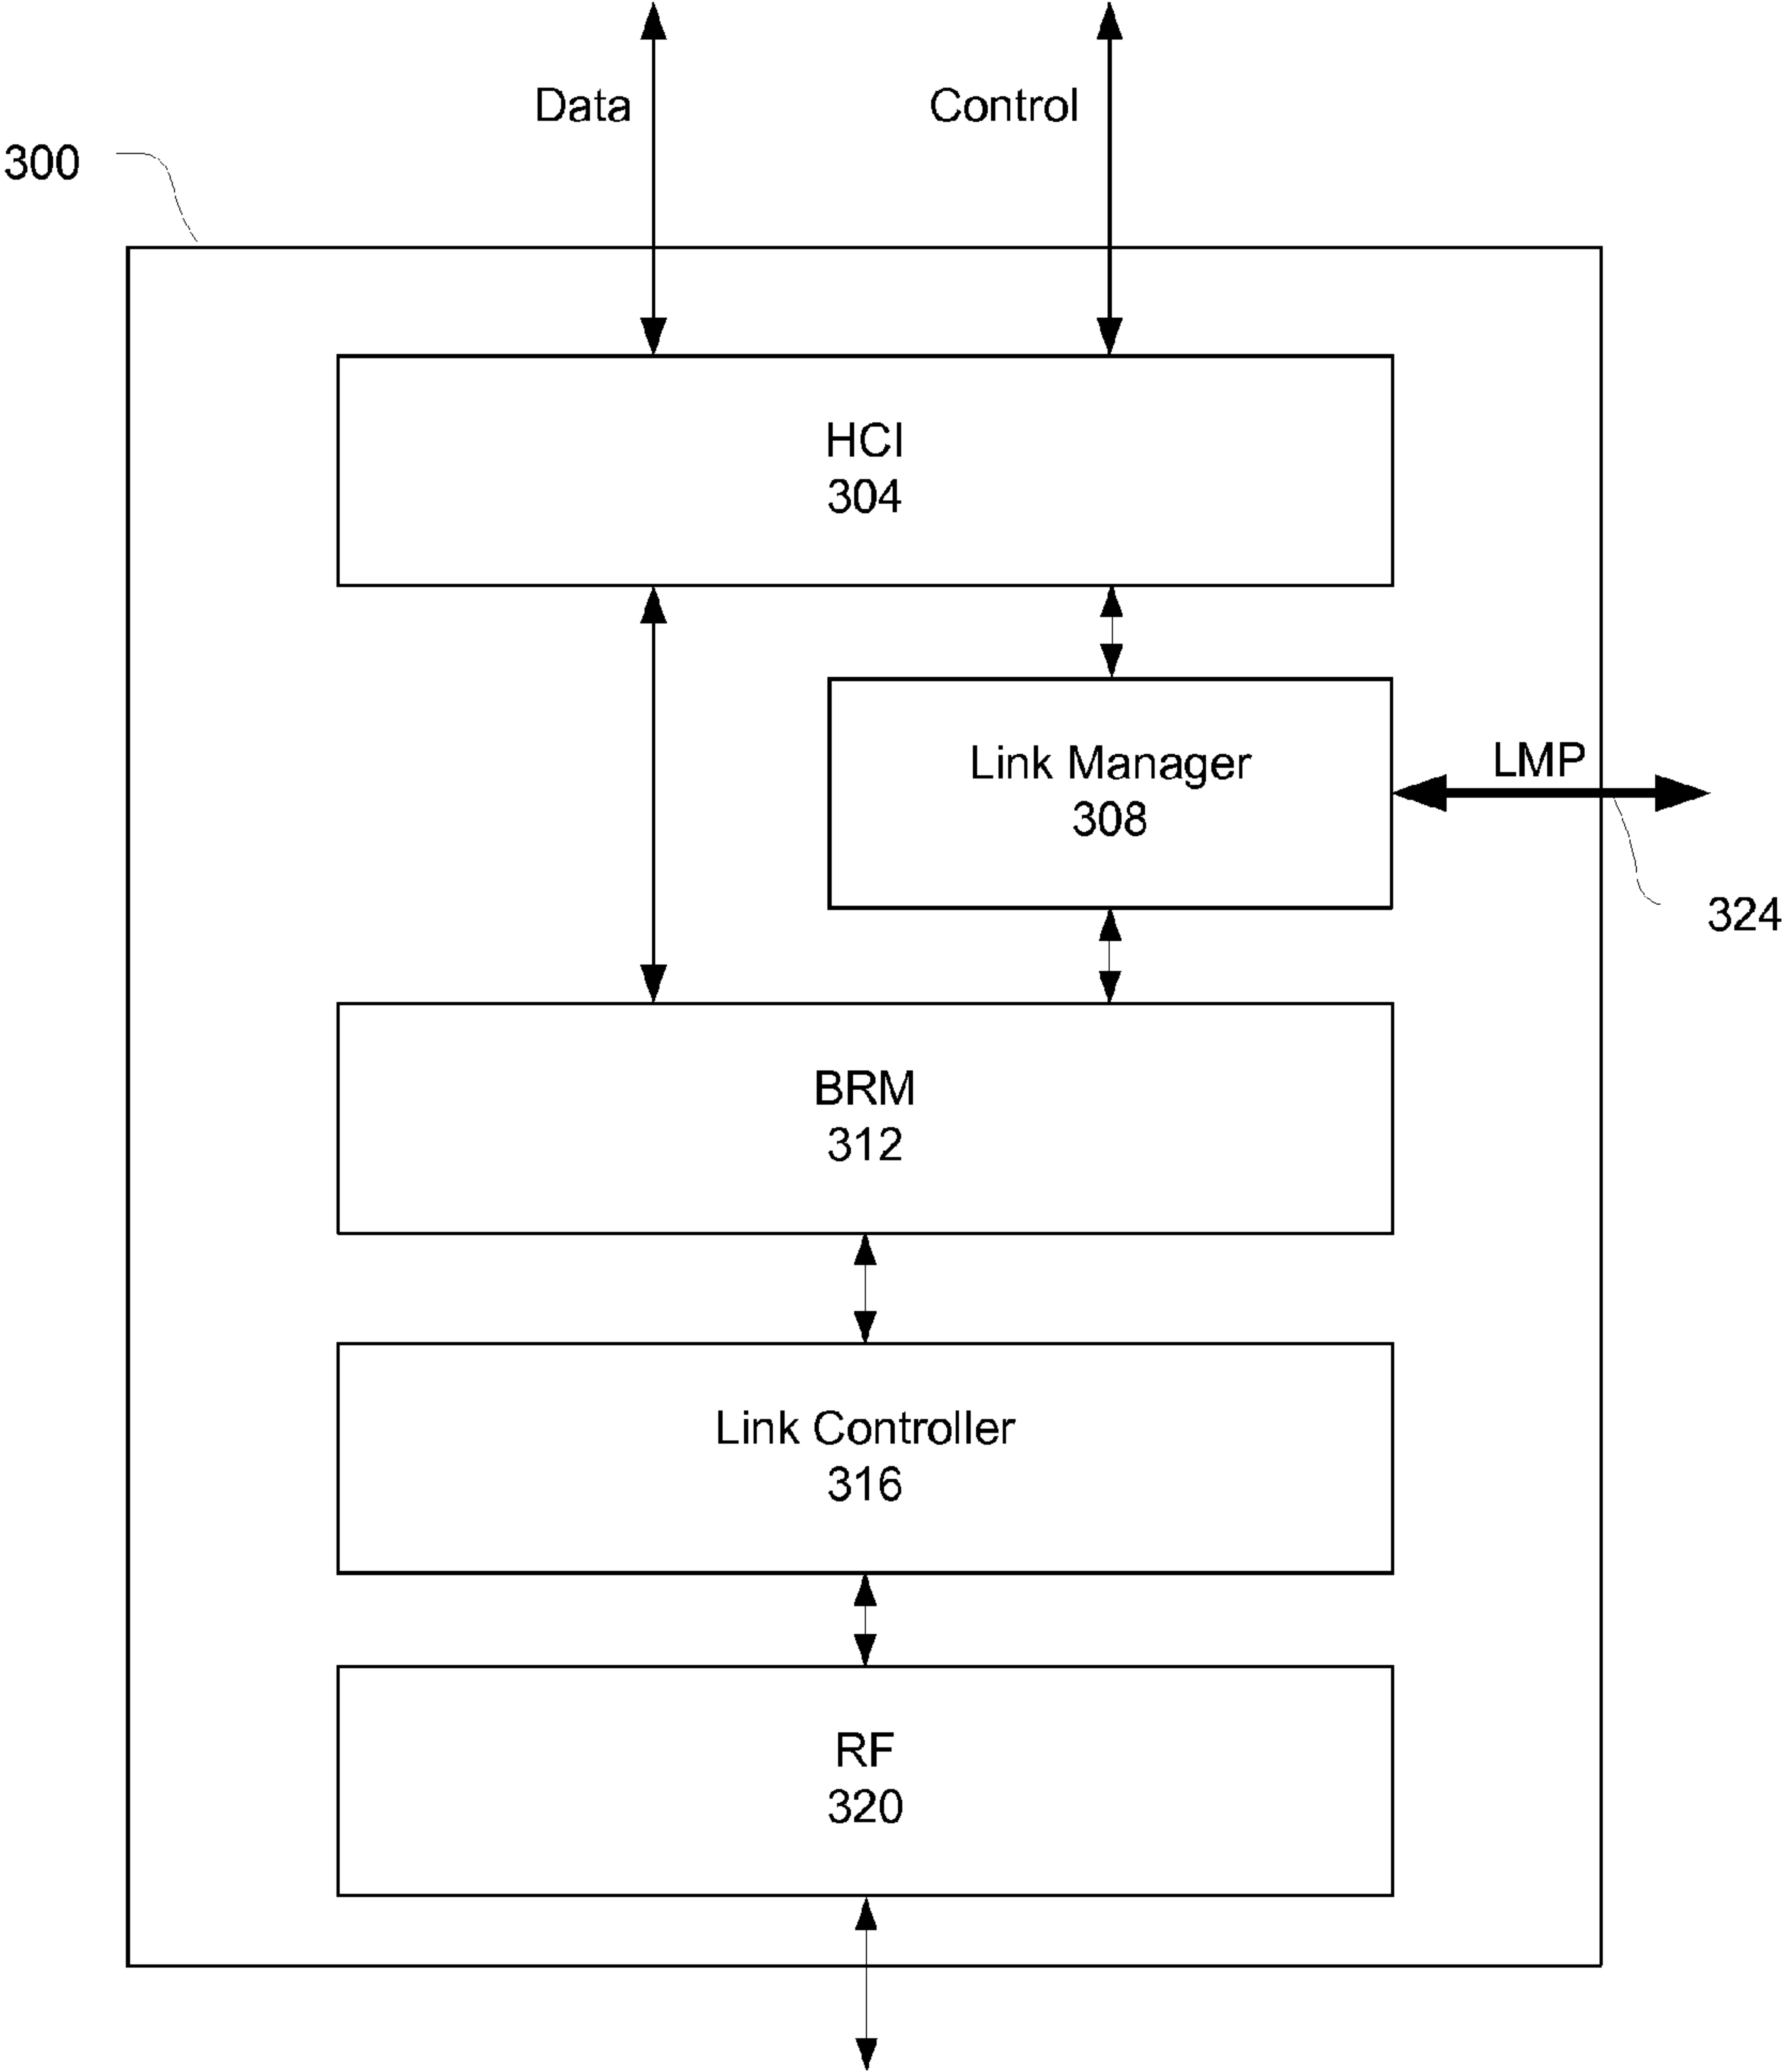 Data
Control
300
HCI
304
Link Manager
308
LMP
324
BRM
312
Link Controller
316
RF
320